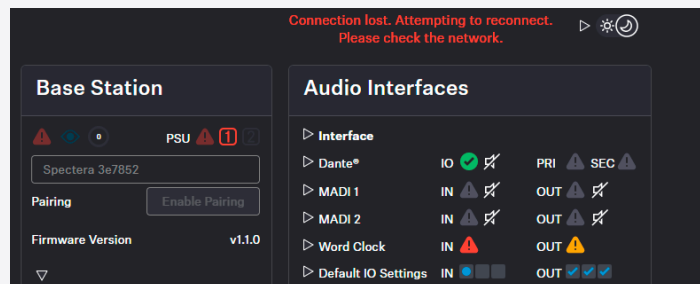 Connection lost. Attempting to reconnect.
Please check the network.
Base Station
0
PSU 1 2
Spectera 3e7852
Pairing Enable Pairing
Firmware Version v1.1.0
Audio Interfaces
Interface
Dante® IO PRI SEC
MADI 1 IN OUT
MADI 2 IN OUT
Word Clock IN OUT
Default IO Settings IN OUT